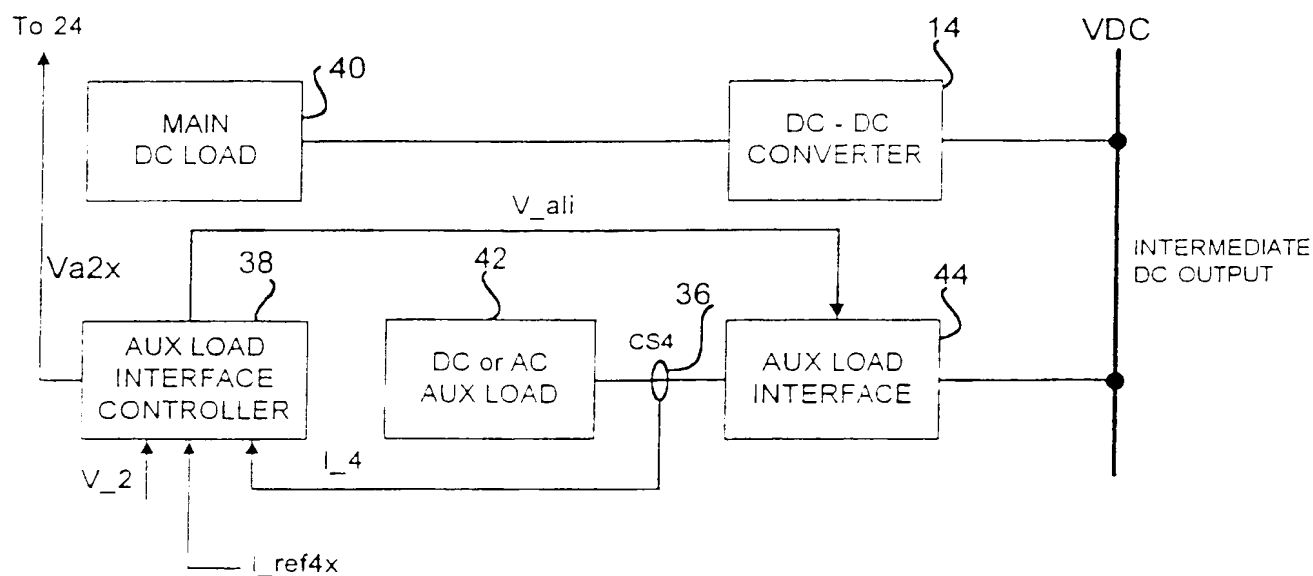 To 24
14
VDC
40
MAIN
DC LOAD
DC - DC
CONVERTER
V_ali
Va2x
38
42
36
44
INTERMEDIATE
DC OUTPUT
CS4
AUX LOAD
INTERFACE
CONTROLLER
DC or AC
AUX LOAD
AUX LOAD
INTERFACE
V_2
I_4
I_ref4x